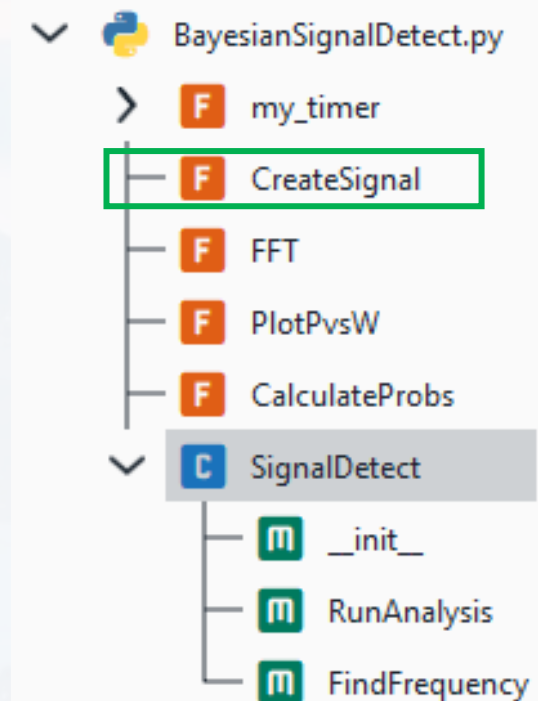 BayesianSignalDetect.py
F my_timer
F CreateSignal
F FFT
F PlotPvsW
F CalculateProbs
C SignalDetect
m __init__
m RunAnalysis
m FindFrequency